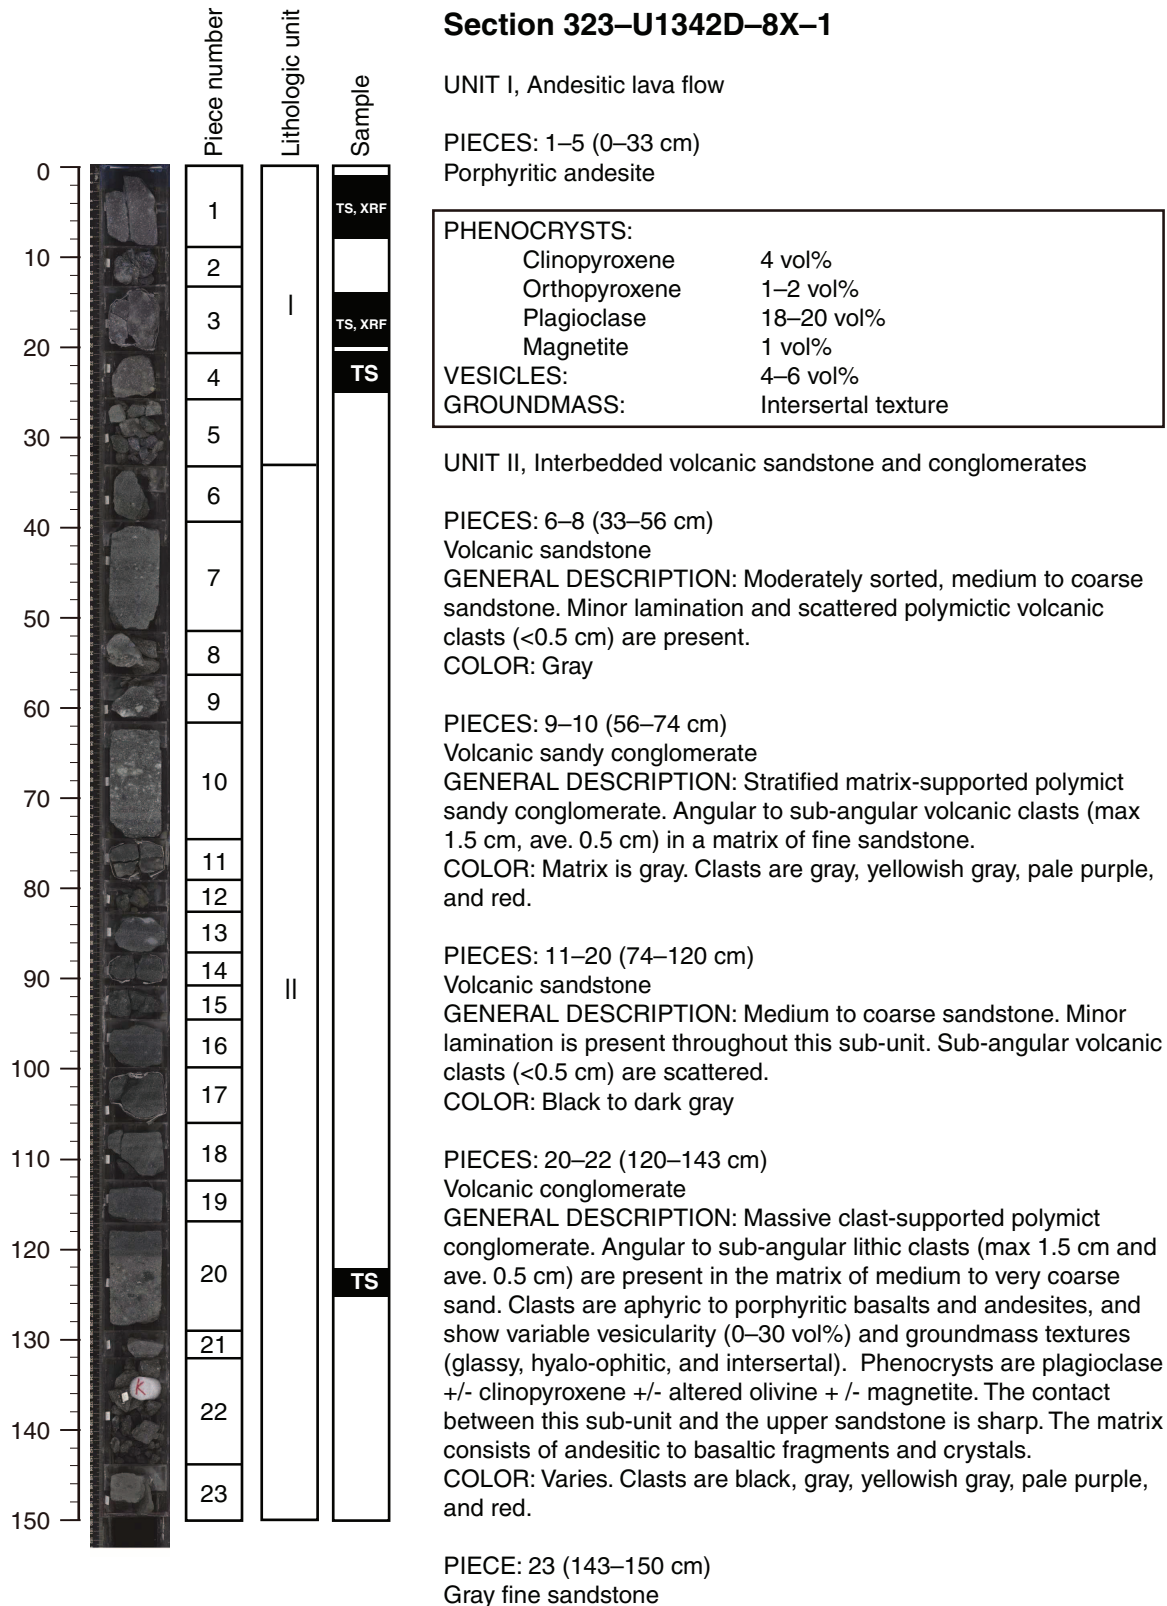 Section 323–U1342D–8X–1
Piece number
Lithologic unit
Sample
0
10
20
30
40
50
60
70
80
90
100
110
120
130
140
150
K
1
2
3
4
5
6
7
8
9
10
11
12
13
14
15
16
17
18
19
20
21
22
23
I
II
TS, XRF
TS, XRF
TS
TS
UNIT I, Andesitic lava flow
PIECES: 1–5 (0–33 cm)
Porphyritic andesite
PHENOCRYSTS:
Clinopyroxene 4 vol%
Orthopyroxene 1–2 vol%
Plagioclase 18–20 vol%
Magnetite 1 vol%
VESICLES: 4–6 vol%
GROUNDMASS: Intersertal texture
UNIT II, Interbedded volcanic sandstone and conglomerates
PIECES: 6–8 (33–56 cm)
Volcanic sandstone
GENERAL DESCRIPTION: Moderately sorted, medium to coarse
sandstone. Minor lamination and scattered polymictic volcanic
clasts (<0.5 cm) are present.
COLOR: Gray
PIECES: 9–10 (56–74 cm)
Volcanic sandy conglomerate
GENERAL DESCRIPTION: Stratified matrix-supported polymict
sandy conglomerate. Angular to sub-angular volcanic clasts (max
1.5 cm, ave. 0.5 cm) in a matrix of fine sandstone.
COLOR: Matrix is gray. Clasts are gray, yellowish gray, pale purple,
and red.
PIECES: 11–20 (74–120 cm)
Volcanic sandstone
GENERAL DESCRIPTION: Medium to coarse sandstone. Minor
lamination is present throughout this sub-unit. Sub-angular volcanic
clasts (<0.5 cm) are scattered.
COLOR: Black to dark gray
PIECES: 20–22 (120–143 cm)
Volcanic conglomerate
GENERAL DESCRIPTION: Massive clast-supported polymict
conglomerate. Angular to sub-angular lithic clasts (max 1.5 cm and
ave. 0.5 cm) are present in the matrix of medium to very coarse
sand. Clasts are aphyric to porphyritic basalts and andesites, and
show variable vesicularity (0–30 vol%) and groundmass textures
(glassy, hyalo-ophitic, and intersertal). Phenocrysts are plagioclase
+/- clinopyroxene +/- altered olivine + /- magnetite. The contact
between this sub-unit and the upper sandstone is sharp. The matrix
consists of andesitic to basaltic fragments and crystals.
COLOR: Varies. Clasts are black, gray, yellowish gray, pale purple,
and red.
PIECE: 23 (143–150 cm)
Gray fine sandstone